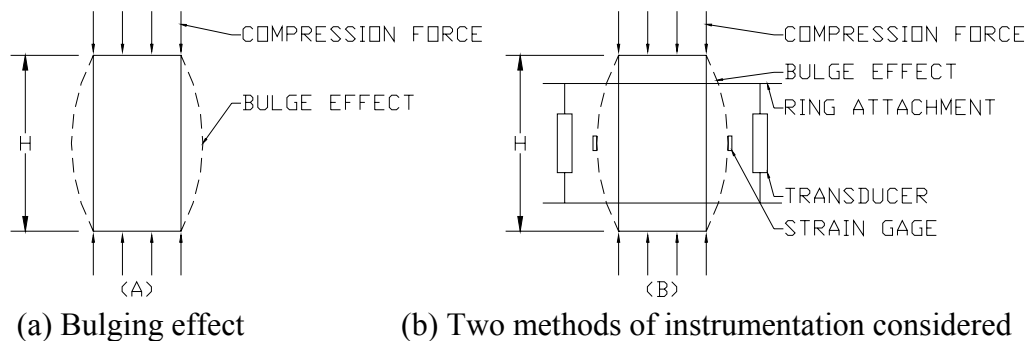 COMPRESSION FORCE
BULGE EFFECT
H
(A)
COMPRESSION FORCE
BULGE EFFECT
RING ATTACHMENT
H
TRANSDUCER
STRAIN GAGE
(B)
(a) Bulging effect
(b) Two methods of instrumentation considered